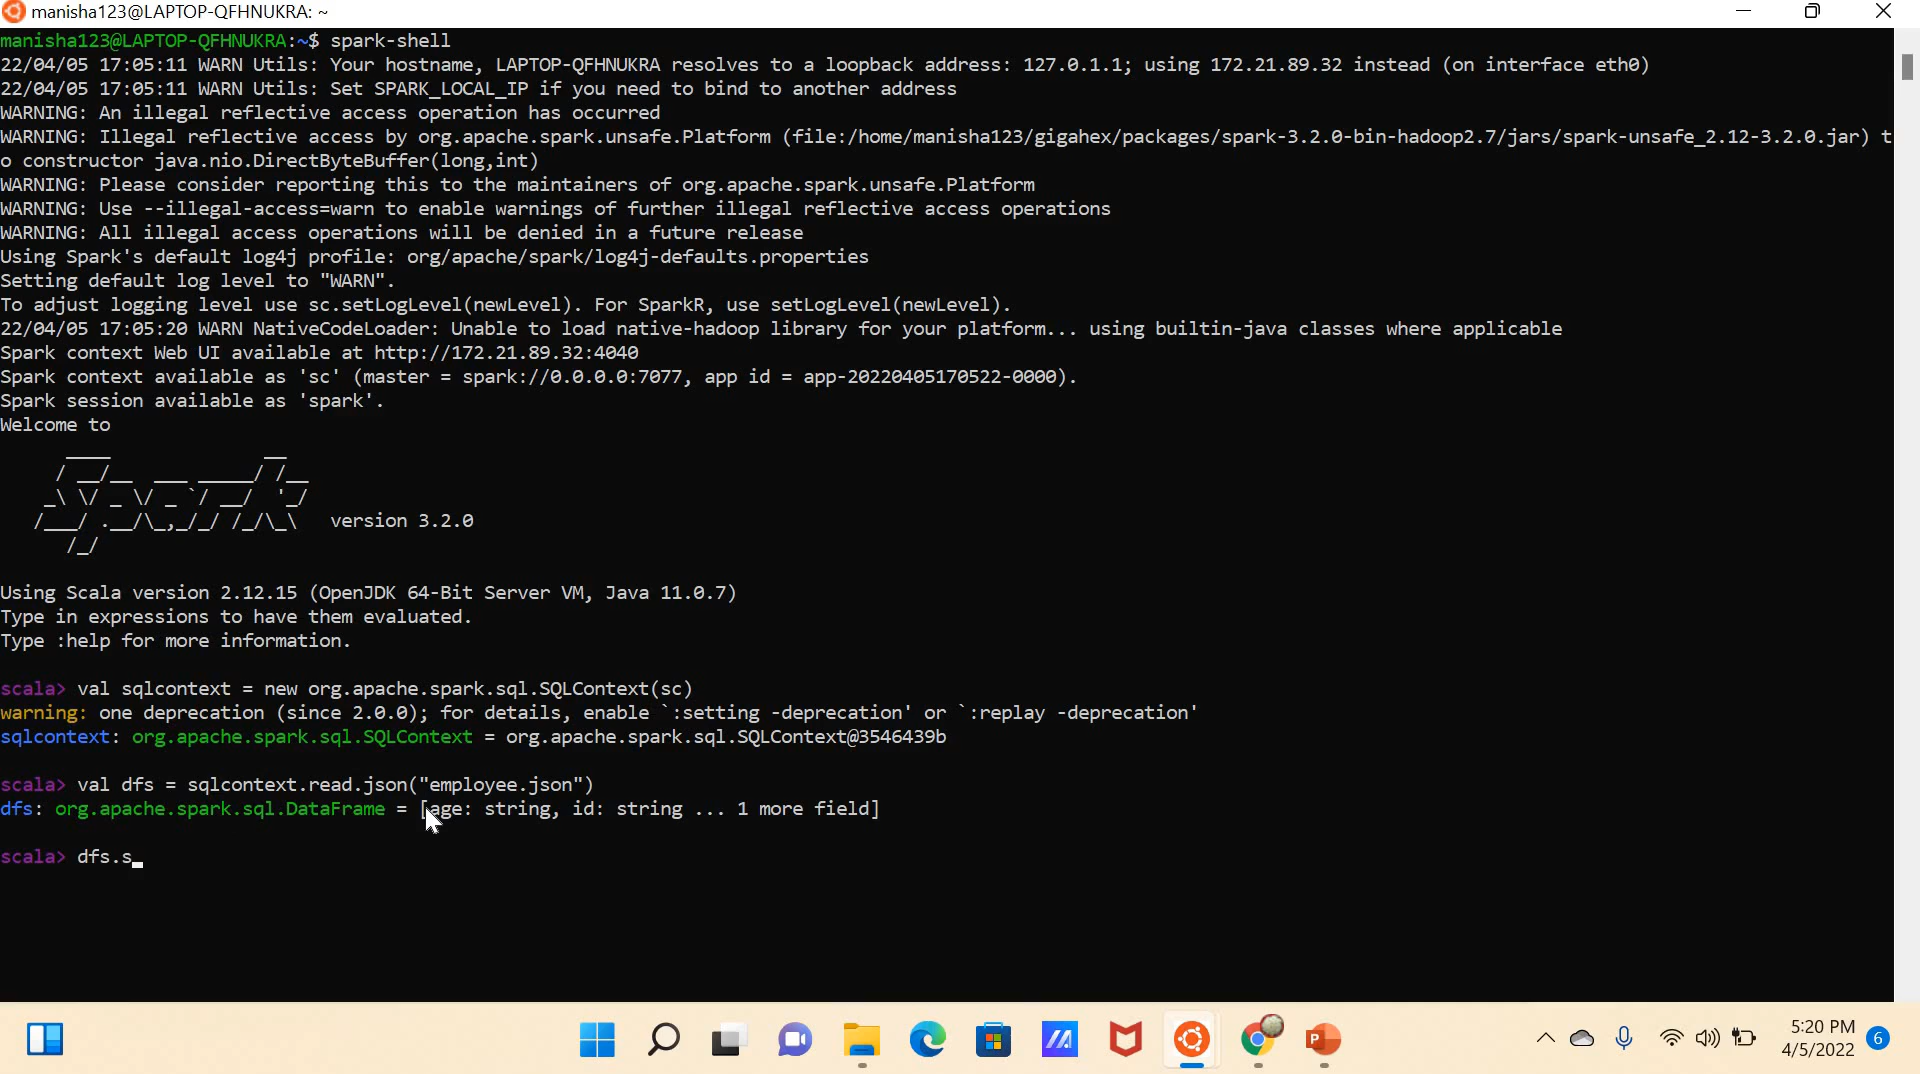 manisha123@LAPTOP-QFHNUKRA: ~
manisha123@LAPTOP-QFHNUKRA:~$ spark-shell
22/04/05 17:05:11 WARN Utils: Your hostname, LAPTOP-QFHNUKRA resolves to a loopback address: 127.0.1.1; using 172.21.89.32 instead (on interface eth0)
22/04/05 17:05:11 WARN Utils: Set SPARK_LOCAL_IP if you need to bind to another address
WARNING: An illegal reflective access operation has occurred
WARNING: Illegal reflective access by org.apache.spark.unsafe.Platform (file:/home/manisha123/gigahex/packages/spark-3.2.0-bin-hadoop2.7/jars/spark-unsafe_2.12-3.2.0.jar) t
o constructor java.nio.DirectByteBuffer(long,int)
WARNING: Please consider reporting this to the maintainers of org.apache.spark.unsafe.Platform
WARNING: Use --illegal-access=warn to enable warnings of further illegal reflective access operations
WARNING: All illegal access operations will be denied in a future release
Using Spark's default log4j profile: org/apache/spark/log4j-defaults.properties
Setting default log level to "WARN".
To adjust logging level use sc.setLogLevel(newLevel). For SparkR, use setLogLevel(newLevel).
22/04/05 17:05:20 WARN NativeCodeLoader: Unable to load native-hadoop library for your platform... using builtin-java classes where applicable
Spark context Web UI available at http://172.21.89.32:4040
Spark context available as 'sc' (master = spark://0.0.0.0:7077, app id = app-20220405170522-0000).
Spark session available as 'spark'.
Welcome to
      ____              __
     / __/__  ___ _____/ /__
    _\ \/ _ \/ _ `/ __/  '_/
   /___/ .__/\_,_/_/ /_/\_\   version 3.2.0
      /_/
Using Scala version 2.12.15 (OpenJDK 64-Bit Server VM, Java 11.0.7)
Type in expressions to have them evaluated.
Type :help for more information.
scala> val sqlcontext = new org.apache.spark.sql.SQLContext(sc)
warning: one deprecation (since 2.0.0); for details, enable `:setting -deprecation' or `:replay -deprecation'
sqlcontext: org.apache.spark.sql.SQLContext = org.apache.spark.sql.SQLContext@3546439b
scala> val dfs = sqlcontext.read.json("employee.json")
dfs: org.apache.spark.sql.DataFrame = [age: string, id: string ... 1 more field]
scala> dfs.s_
5:20 PM
4/5/2022
6